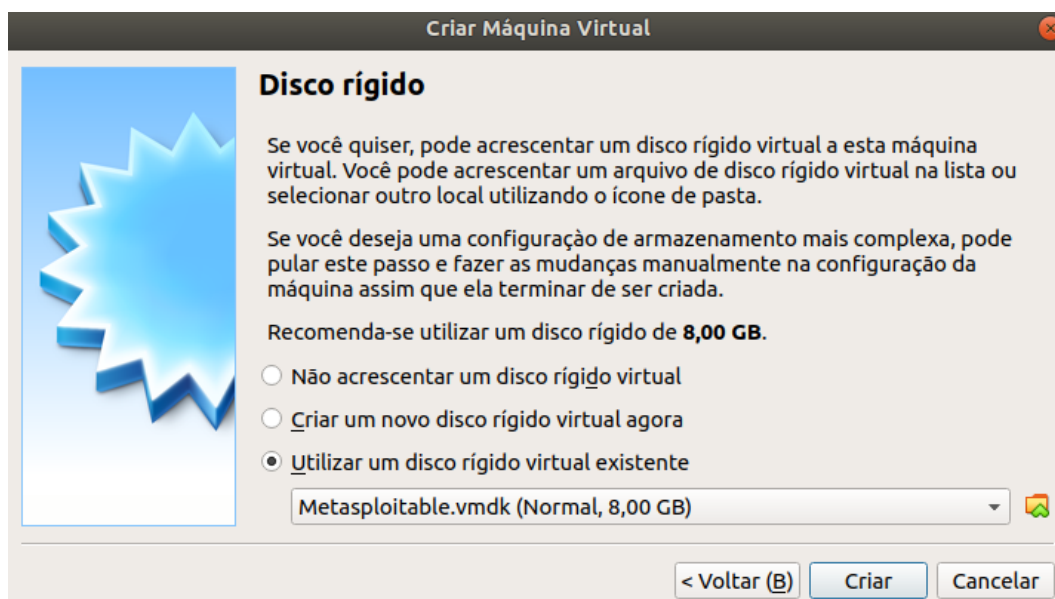 Criar Máquina Virtual
Disco rígido
Se você quiser, pode acrescentar um disco rígido virtual a esta máquina
virtual. Você pode acrescentar um arquivo de disco rígido virtual na lista ou
selecionar outro local utilizando o ícone de pasta.
Se você deseja uma configuraçào de armazenamento mais complexa, pode
pular este passo e fazer as mudanças manualmente na configuração da
máquina assim que ela terminar de ser criada.
Recomenda-se utilizar um disco rígido de 8,00 GB.
Não acrescentar um disco rígido virtual
Criar um novo disco rígido virtual agora
Utilizar um disco rígido virtual existente
Metasploitable.vmdk (Normal, 8,00 GB)
< Voltar (B) Criar Cancelar